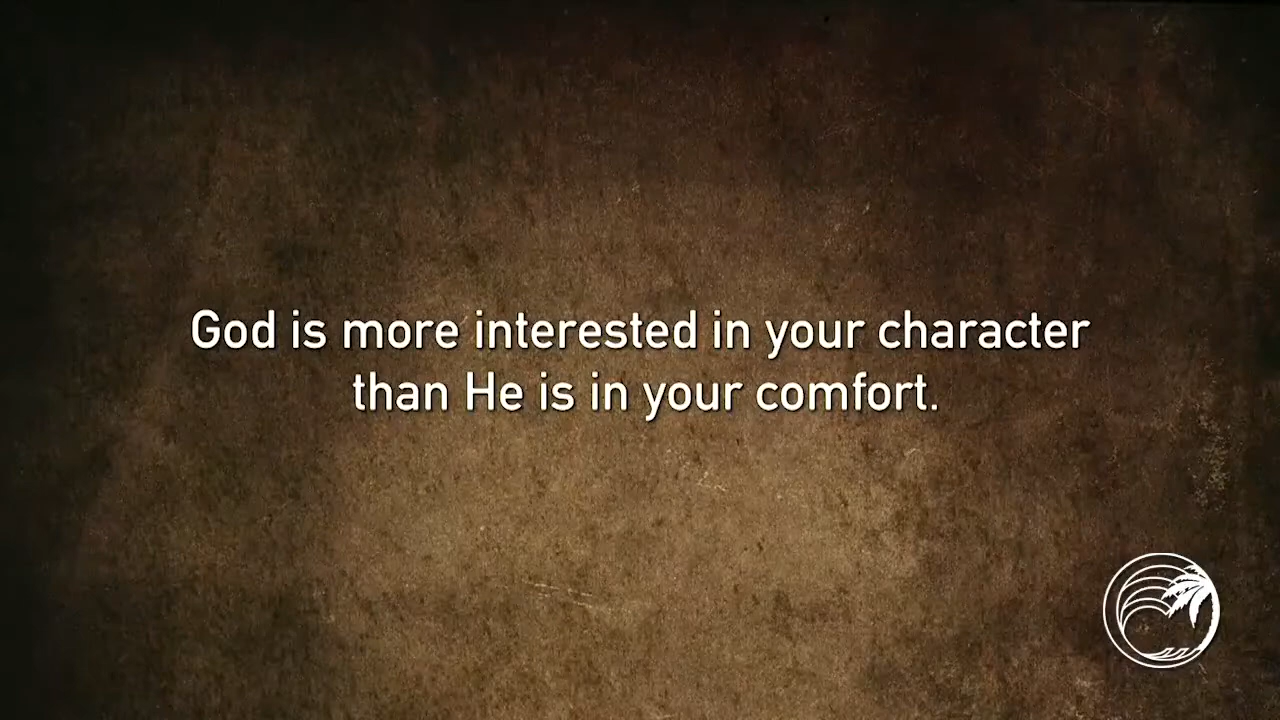 God is more interested in your character
than He is in your comfort.